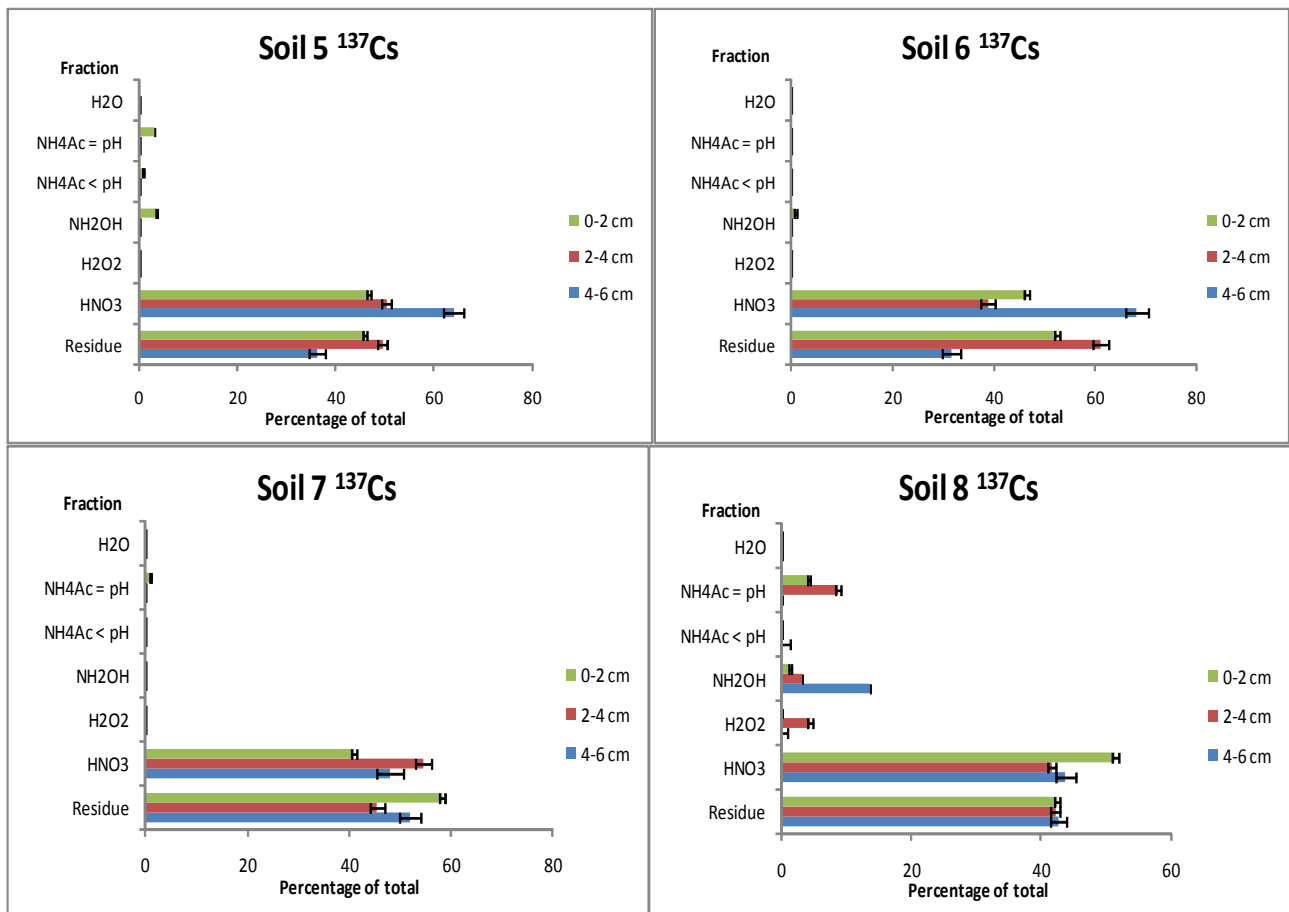 Soil 5 ¹³⁷Cs
Fraction
H2O
NH4Ac = pH
NH4Ac < pH
NH2OH
H2O2
HNO3
Residue
0-2 cm
2-4 cm
4-6 cm
0 20 40 60 80
Percentage of total
Soil 6 ¹³⁷Cs
Fraction
H2O
NH4Ac = pH
NH4Ac < pH
NH2OH
H2O2
HNO3
Residue
0-2 cm
2-4 cm
4-6 cm
0 20 40 60 80
Percentage of total
Soil 7 ¹³⁷Cs
Fraction
H2O
NH4Ac = pH
NH4Ac < pH
NH2OH
H2O2
HNO3
Residue
0-2 cm
2-4 cm
4-6 cm
0 20 40 60 80
Percentage of total
Soil 8 ¹³⁷Cs
Fraction
H2O
NH4Ac = pH
NH4Ac < pH
NH2OH
H2O2
HNO3
Residue
0-2 cm
2-4 cm
4-6 cm
0 20 40 60
Percentage of total